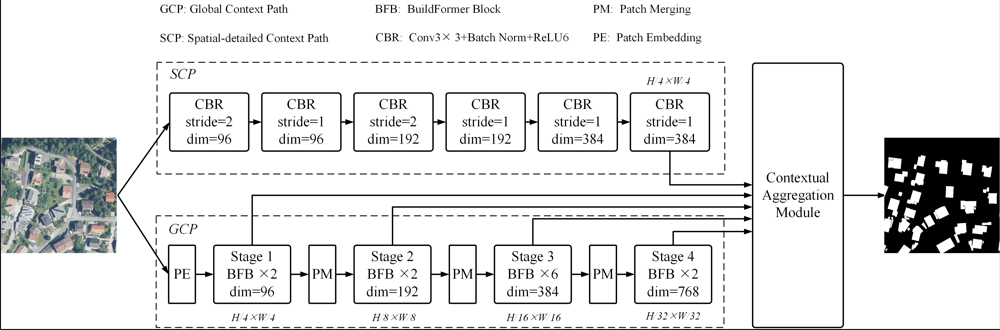 GCP: Global Context Path BFB: BuildFormer Block PM: Patch Merging
SCP: Spatial-detailed Context Path CBR: Conv3×3+Batch Norm+ReLU6 PE: Patch Embedding
SCP
H/4×W/4
CBR
stride=2
dim=96
CBR
stride=1
dim=96
CBR
stride=2
dim=192
CBR
stride=1
dim=192
CBR
stride=1
dim=384
CBR
stride=1
dim=384
Contextual
Aggregation
Module
GCP
PE
Stage 1
BFB ×2
dim=96
PM
Stage 2
BFB ×2
dim=192
PM
Stage 3
BFB ×6
dim=384
PM
Stage 4
BFB ×2
dim=768
H/4×W/4
H/8×W/8
H/16×W/16
H/32×W/32